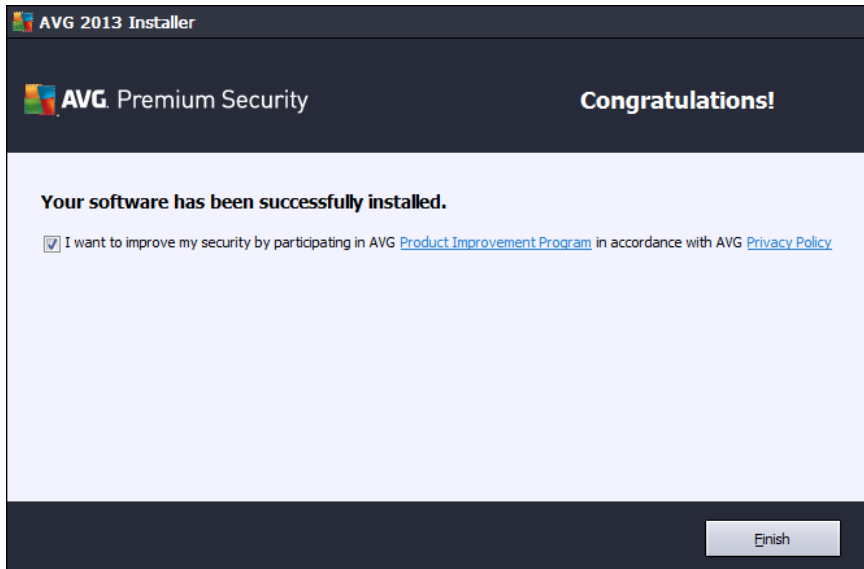 AVG 2013 Installer
AVG. Premium Security
Congratulations!
Your software has been successfully installed.
I want to improve my security by participating in AVG Product Improvement Program in accordance with AVG Privacy Policy
Finish